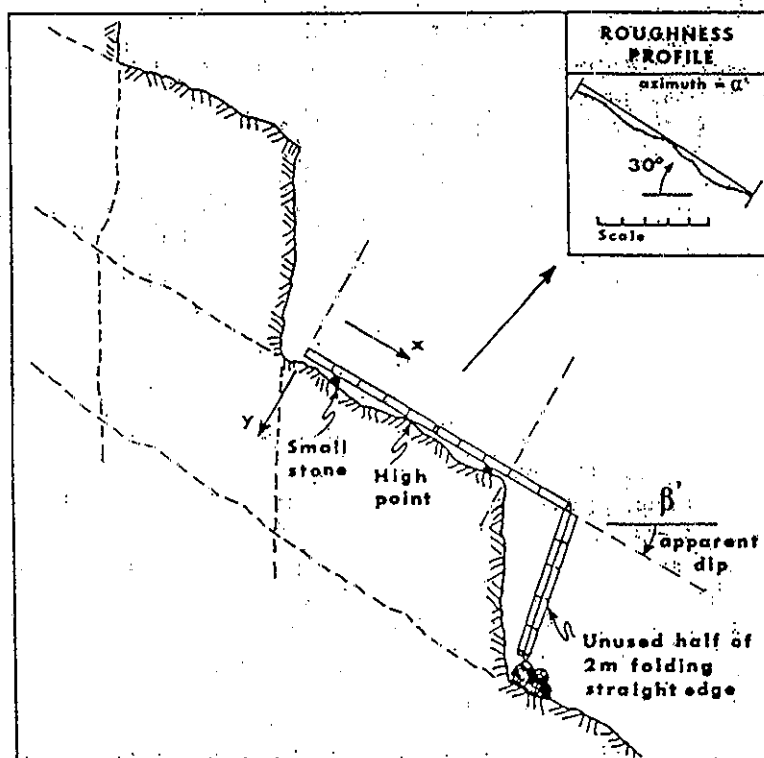 ROUGHNESS
PROFILE
azimuth = α'
30°
Scale
x
y
Small
stone
High
point
β'
apparent
dip
Unused half of
2m folding
straight edge